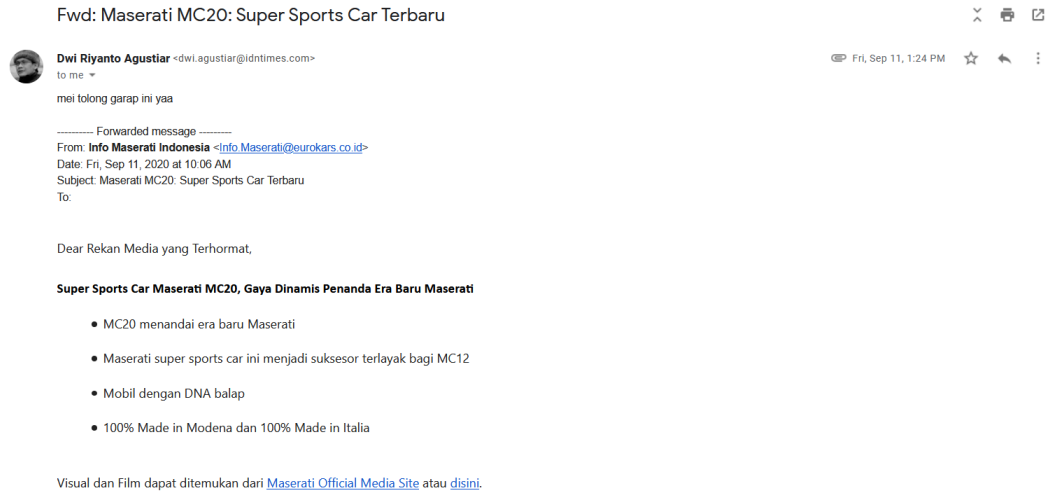 Fwd: Maserati MC20: Super Sports Car Terbaru
Dwi Riyanto Agustiar <dwi.agustiar@idntimes.com>
Fri, Sep 11, 1:24 PM
to me
mei tolong garap ini yaa
---------- Forwarded message ---------
From: Info Maserati Indonesia <Info.Maserati@eurokars.co.id>
Date: Fri, Sep 11, 2020 at 10:06 AM
Subject: Maserati MC20: Super Sports Car Terbaru
To:
Dear Rekan Media yang Terhormat,
Super Sports Car Maserati MC20, Gaya Dinamis Penanda Era Baru Maserati
● MC20 menandai era baru Maserati
● Maserati super sports car ini menjadi suksesor terlayak bagi MC12
● Mobil dengan DNA balap
● 100% Made in Modena dan 100% Made in Italia
Visual dan Film dapat ditemukan dari Maserati Official Media Site atau disini.